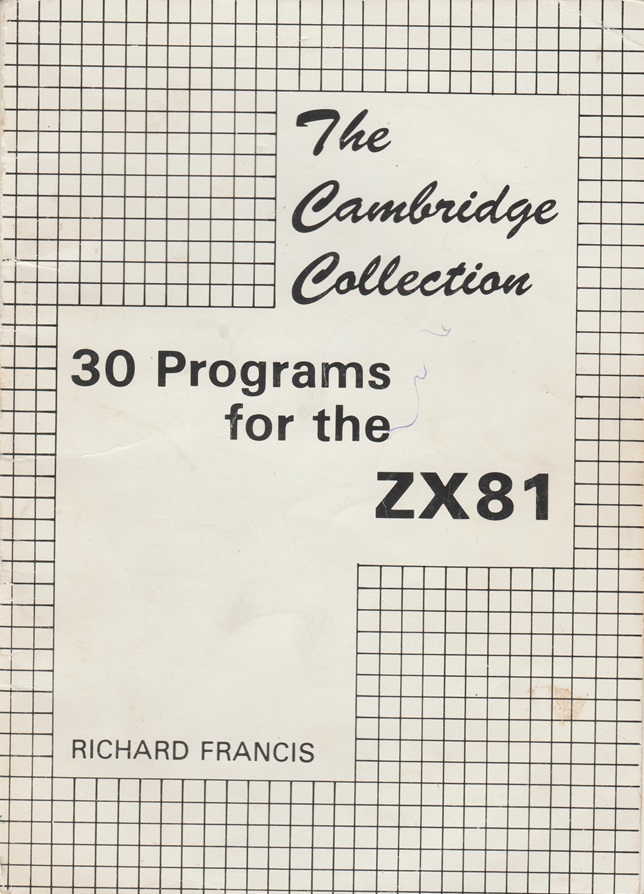 The
Cambridge
Collection
30 Programs
for the
ZX81
RICHARD FRANCIS